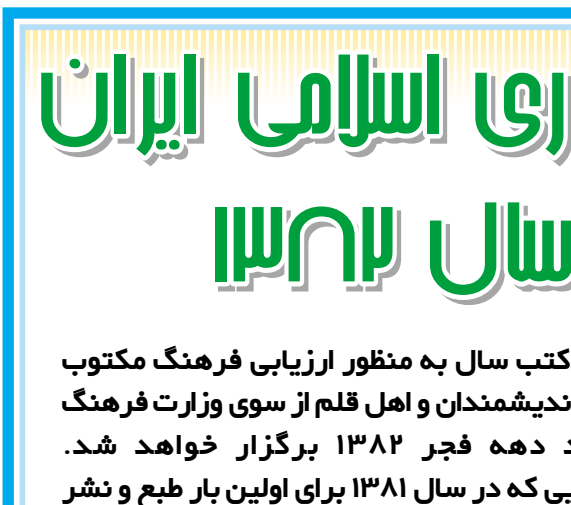 ری اسلامی ایران
سال ۱۳۸۲
کتب سال به منظور ارزیابی فرهنگ مکتوب
ندیشمندان و اهل قلم از سوی وزارت فرهنگ
د دهه فجر ۱۳۸۲ برگزار خواهد شد.
یی که در سال ۱۳۸۱ برای اولین بار طبع و نشر